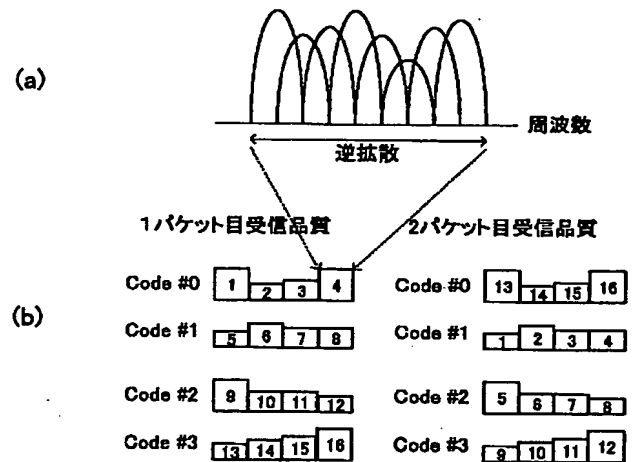 (a)
周波数
逆拡散
1パケット目受信品質
2パケット目受信品質
(b)
Code #0 1 2 3 4
Code #0 13 14 15 16
Code #1 5 6 7 8
Code #1 1 2 3 4
Code #2 9 10 11 12
Code #2 5 6 7 8
Code #3 13 14 15 16
Code #3 9 10 11 12